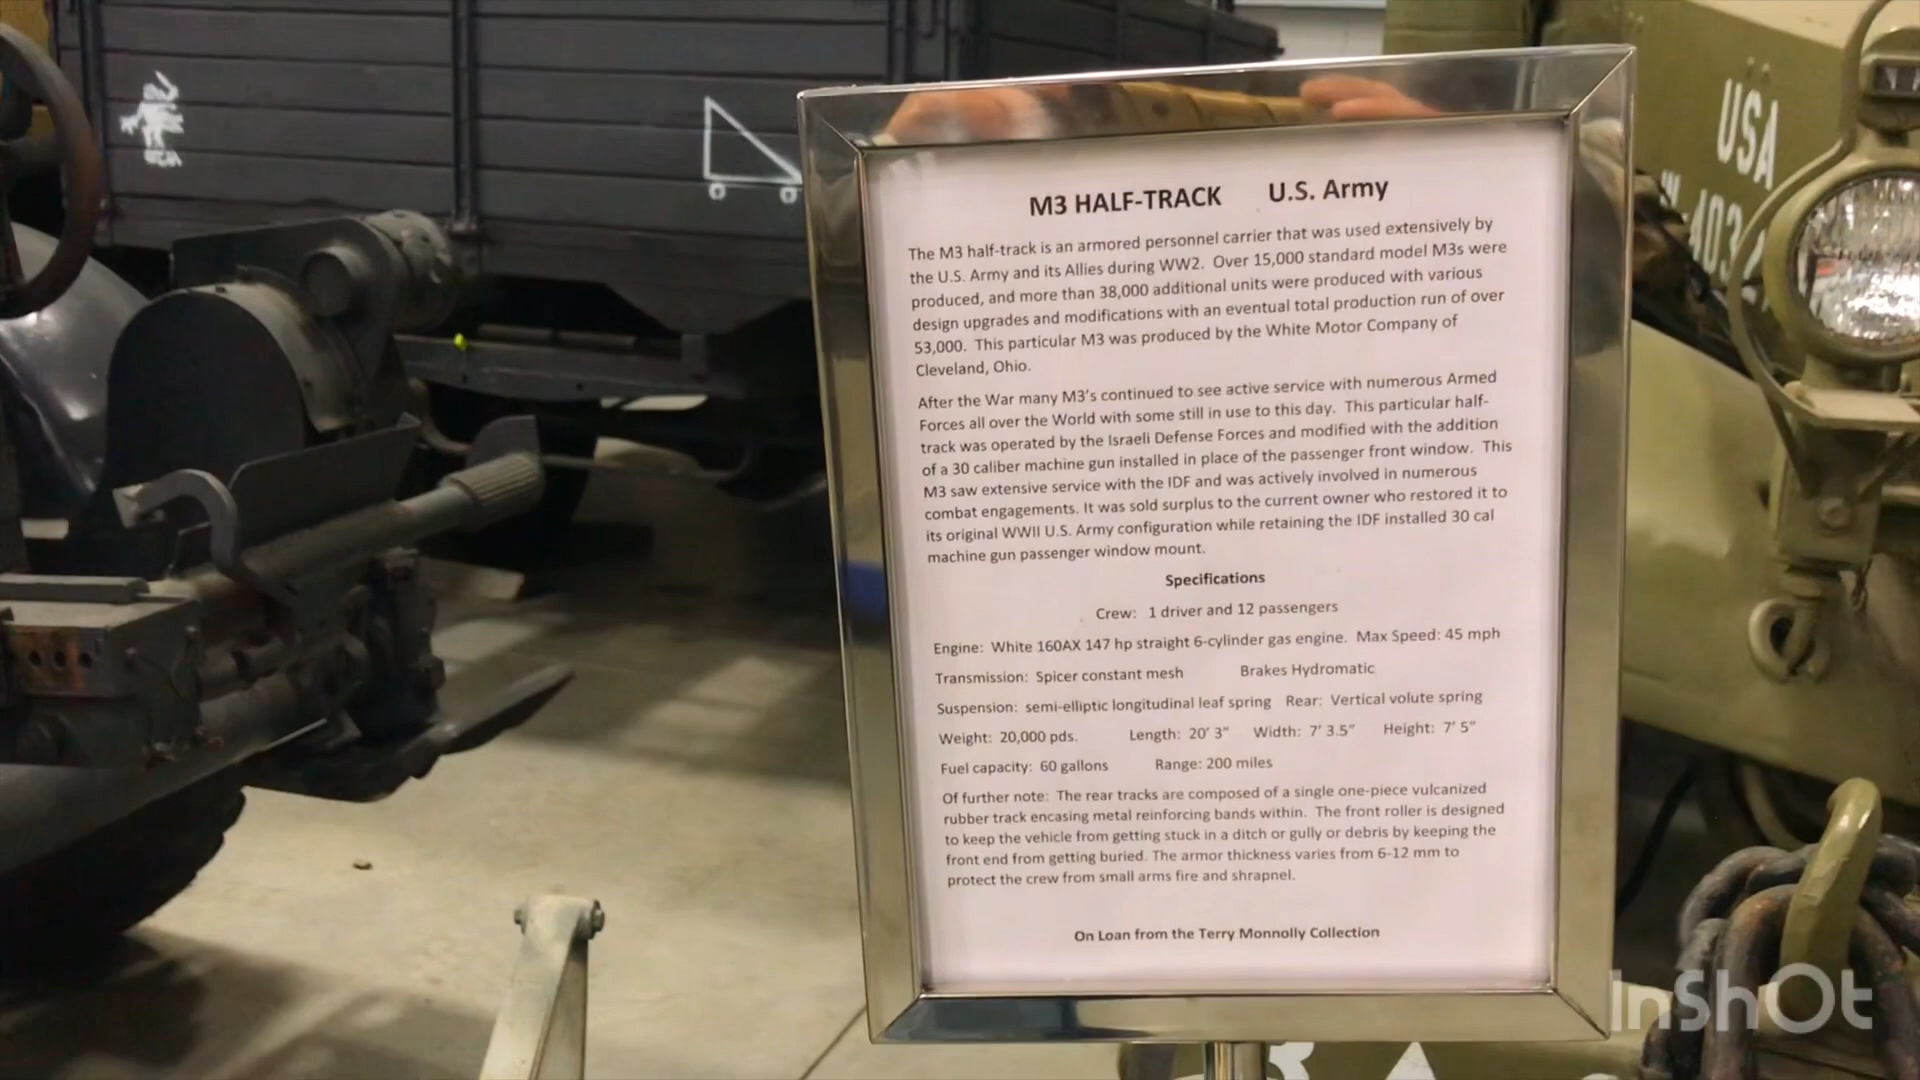 M3 HALF-TRACK U.S. Army
The M3 half-track is an armored personnel carrier that was used extensively by
the U.S. Army and its Allies during WW2. Over 15,000 standard model M3s were
produced, and more than 38,000 additional units were produced with various
design upgrades and modifications with an eventual total production run of over
53,000. This particular M3 was produced by the White Motor Company of
Cleveland, Ohio.
After the War many M3's continued to see active service with numerous Armed
Forces all over the World with some still in use to this day. This particular half-
track was operated by the Israeli Defense Forces and modified with the addition
of a 30 caliber machine gun installed in place of the passenger front window. This
M3 saw extensive service with the IDF and was actively involved in numerous
combat engagements. It was sold surplus to the current owner who restored it to
its original WWII U.S. Army configuration while retaining the IDF installed 30 cal
machine gun passenger window mount.
Specifications
Crew: 1 driver and 12 passengers
Engine: White 160AX 147 hp straight 6-cylinder gas engine. Max Speed: 45 mph
Transmission: Spicer constant mesh Brakes Hydromatic
Suspension: semi-elliptic longitudinal leaf spring Rear: Vertical volute spring
Weight: 20,000 pds. Length: 20' 3" Width: 7' 3.5" Height: 7' 5"
Fuel capacity: 60 gallons Range: 200 miles
Of further note: The rear tracks are composed of a single one-piece vulcanized
rubber track encasing metal reinforcing bands within. The front roller is designed
to keep the vehicle from getting stuck in a ditch or gully or debris by keeping the
front end from getting buried. The armor thickness varies from 6-12 mm to
protect the crew from small arms fire and shrapnel.
On Loan from the Terry Monnolly Collection
USA
InShOt